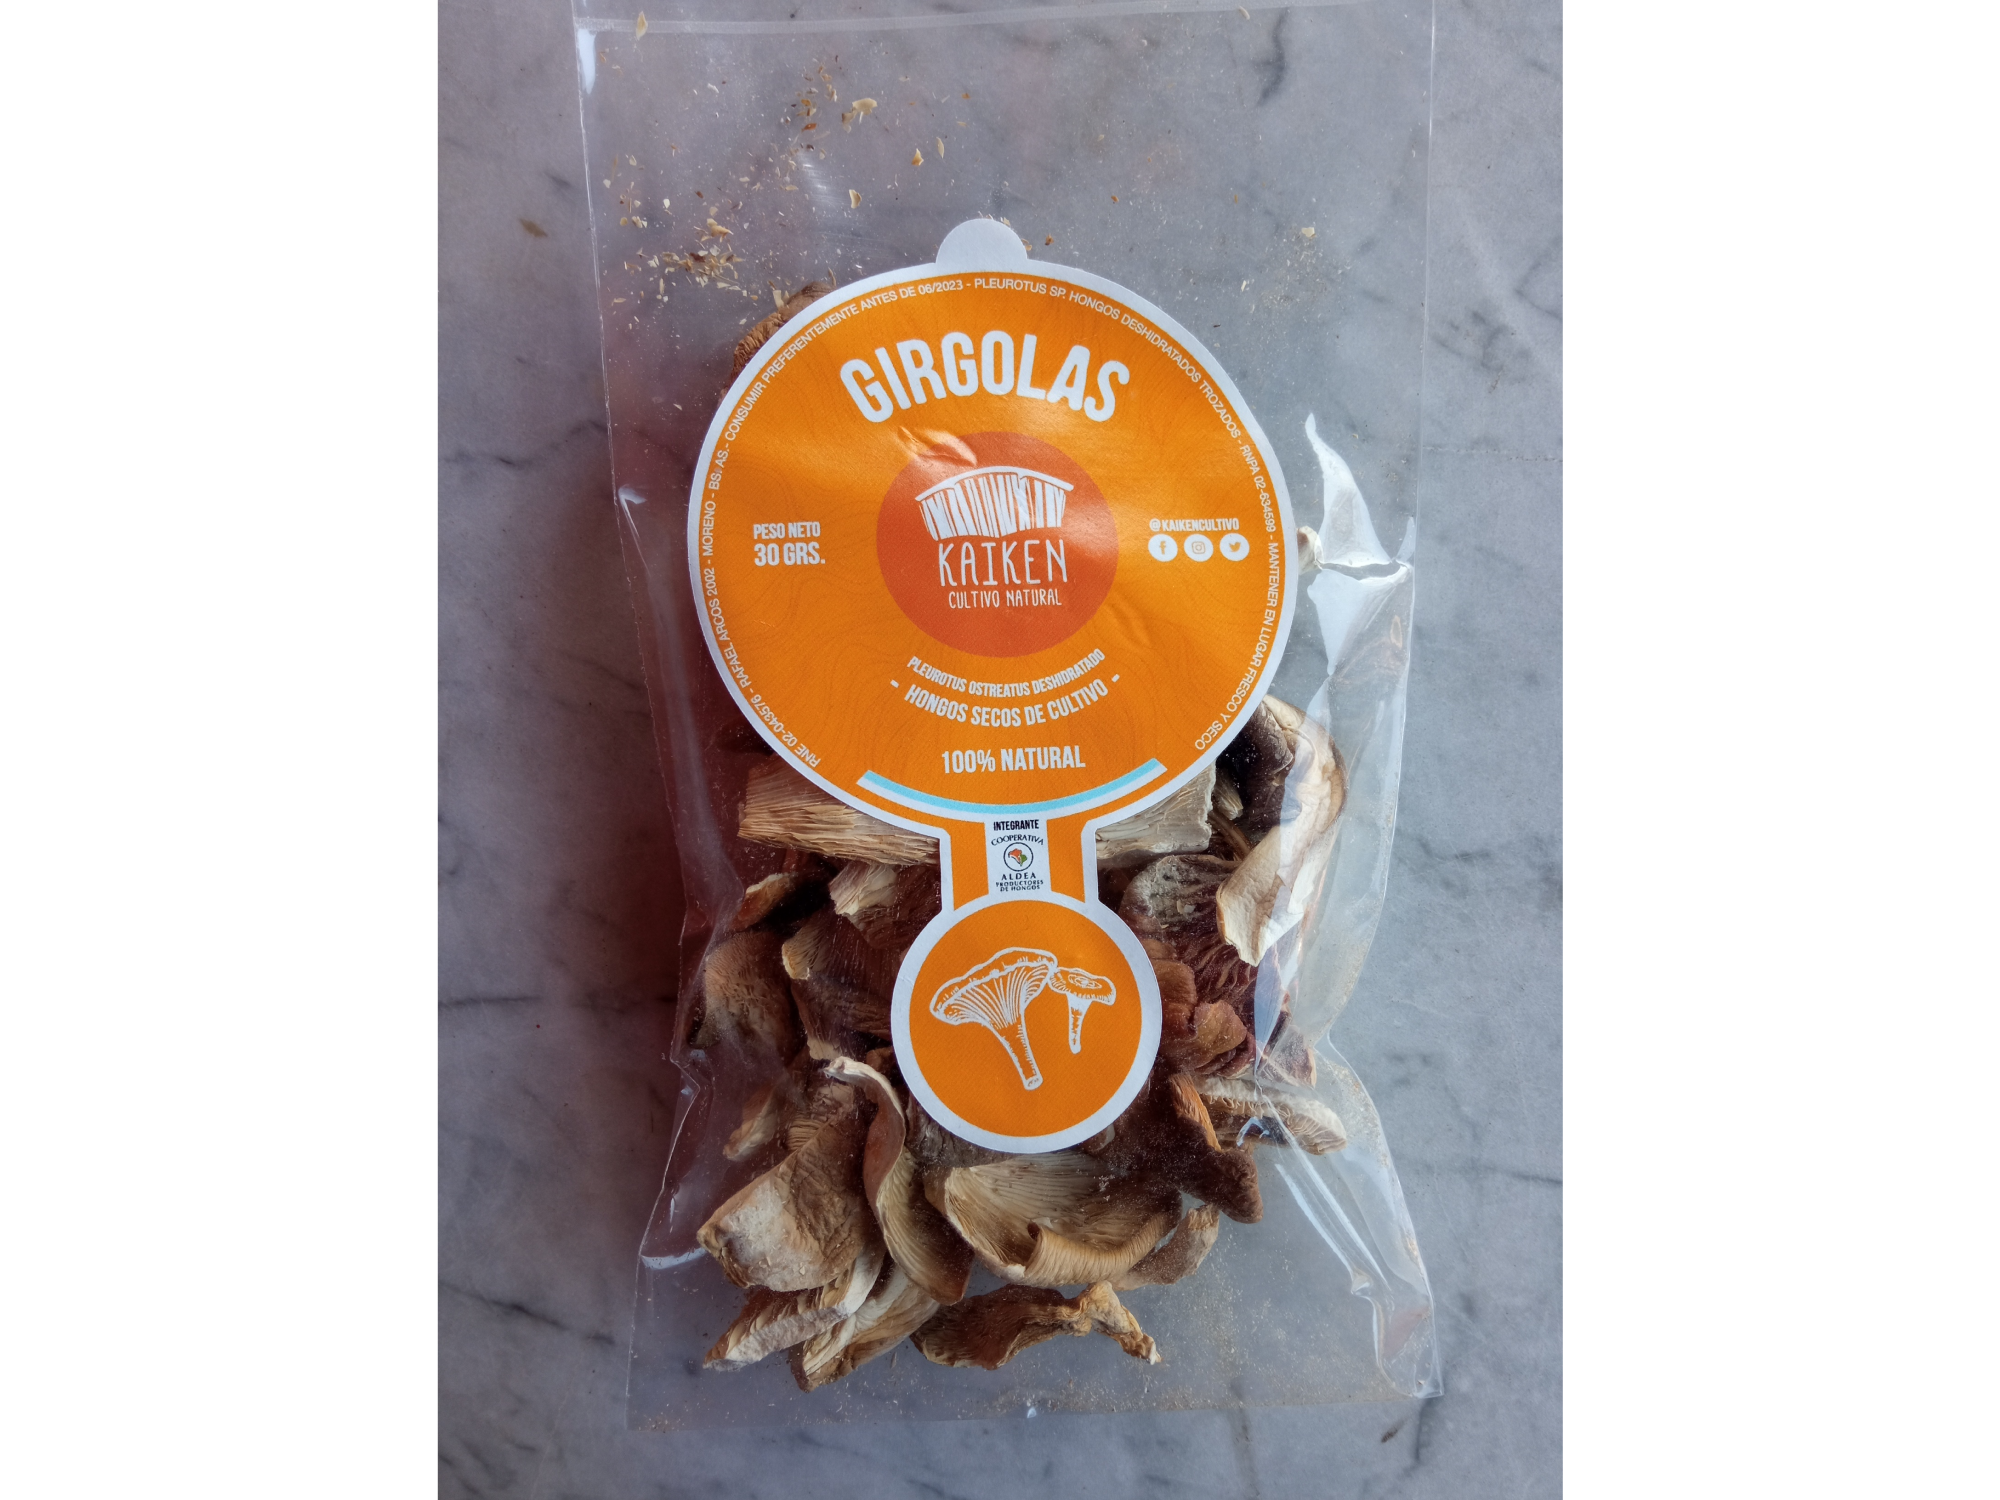 RNE 02-043576 - RAFAEL ARCOS 2002 - MORENO - BS. AS. - CONSUMIR PREFERENTEMENTE ANTES DE 06/2023 - PLEUROTUS SP. HONGOS DESHIDRATADOS TROZADOS - RNPA 02-634599 - MANTENER EN LUGAR FRESCO Y SECO
GIRGOLAS
PESO NETO
30 GRS.
KAIKEN
CULTIVO NATURAL
@KAIKENCULTIVO
PLEUROTUS OSTREATUS DESHIDRATADO
- HONGOS SECOS DE CULTIVO -
100% NATURAL
INTEGRANTE
COOPERATIVA
ALDEA
PRODUCTORES
DE HONGOS